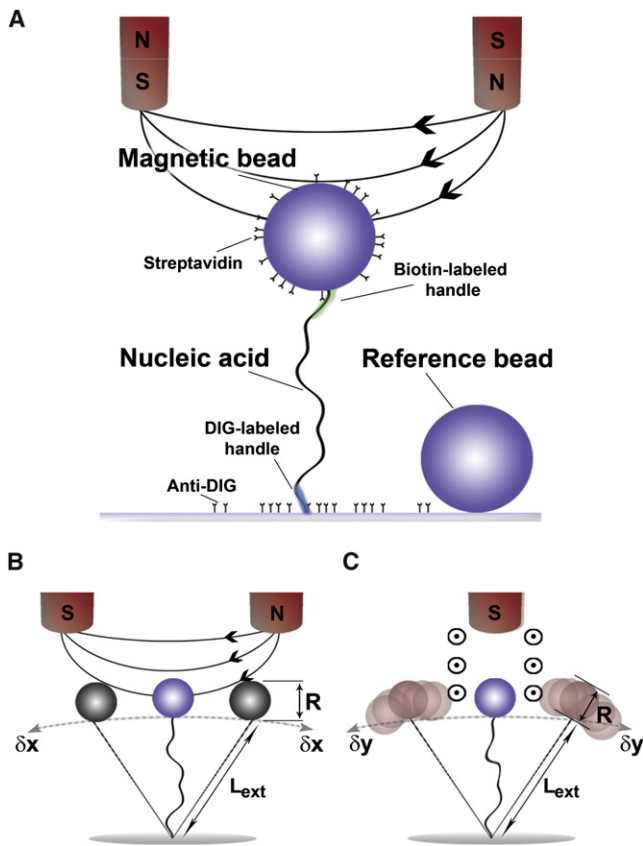 A
N
S
S
N
Magnetic bead
Streptavidin
Biotin-labeled
handle
Nucleic acid
Reference bead
DIG-labeled
handle
Anti-DIG
B
S
N
R
δx
δx
Lext
C
S
R
δy
δy
Lext